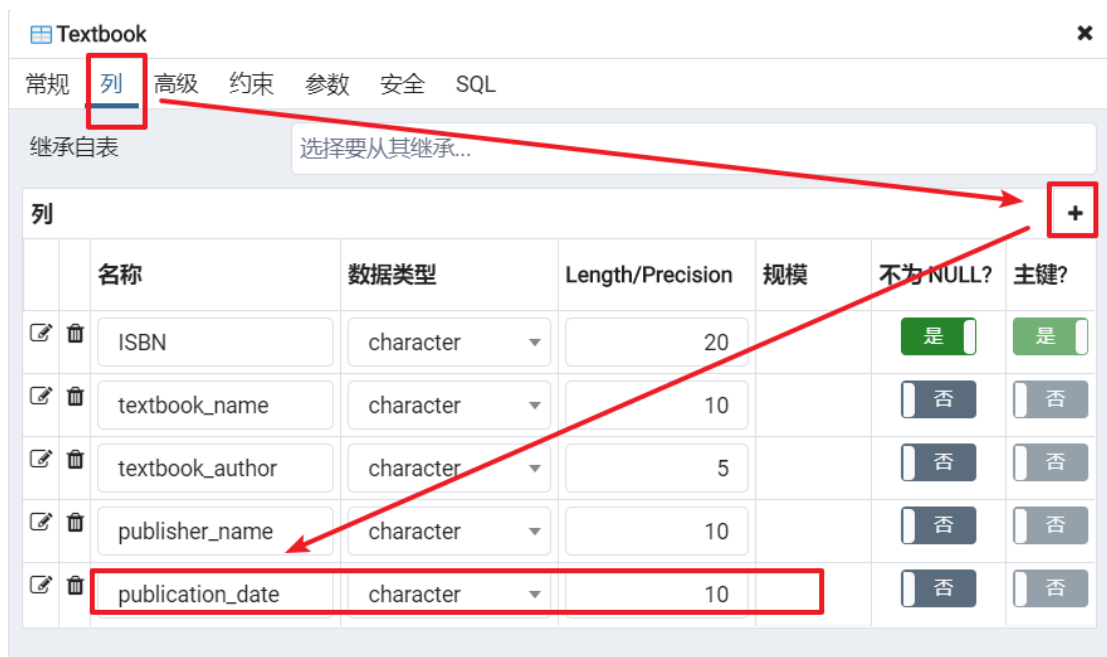 Textbook
常规 列 高级 约束 参数 安全 SQL
继承自表 选择要从其继承...
列
名称 数据类型 Length/Precision 规模 不为 NULL? 主键?
ISBN character 20 是 是
textbook_name character 10 否 否
textbook_author character 5 否 否
publisher_name character 10 否 否
publication_date character 10 否 否